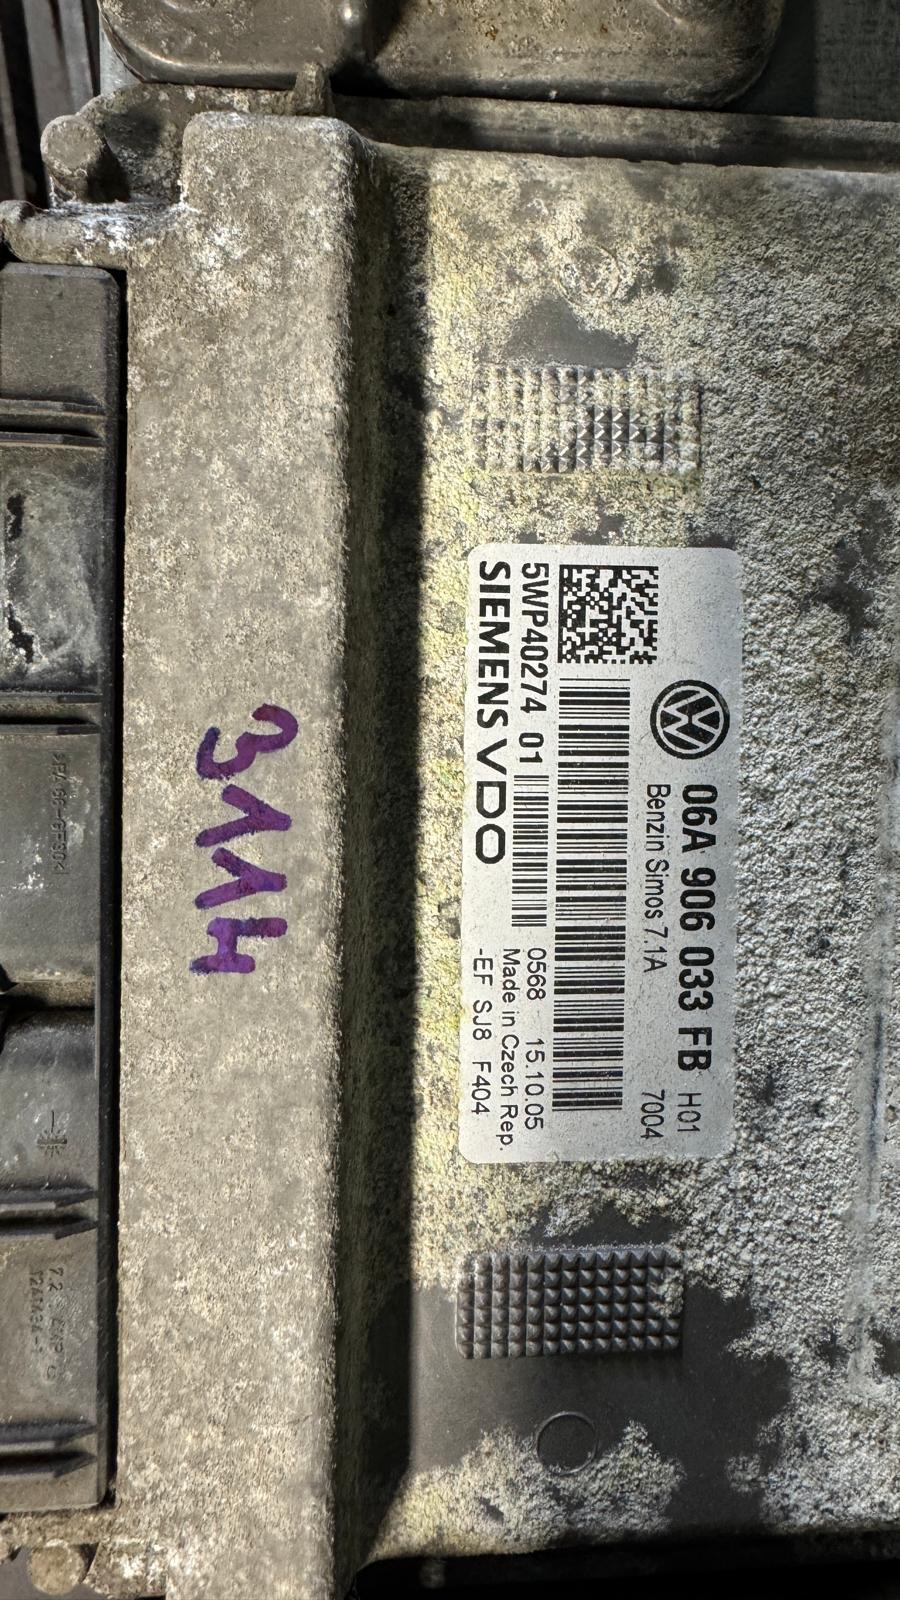 06A 906 033 FB H01
Benzin Simos 7.1A 7004
5WP40274 01
0568 15.10.05
SIEMENS VDO
Made in Czech Rep.
-EF SJ8 F404
3114